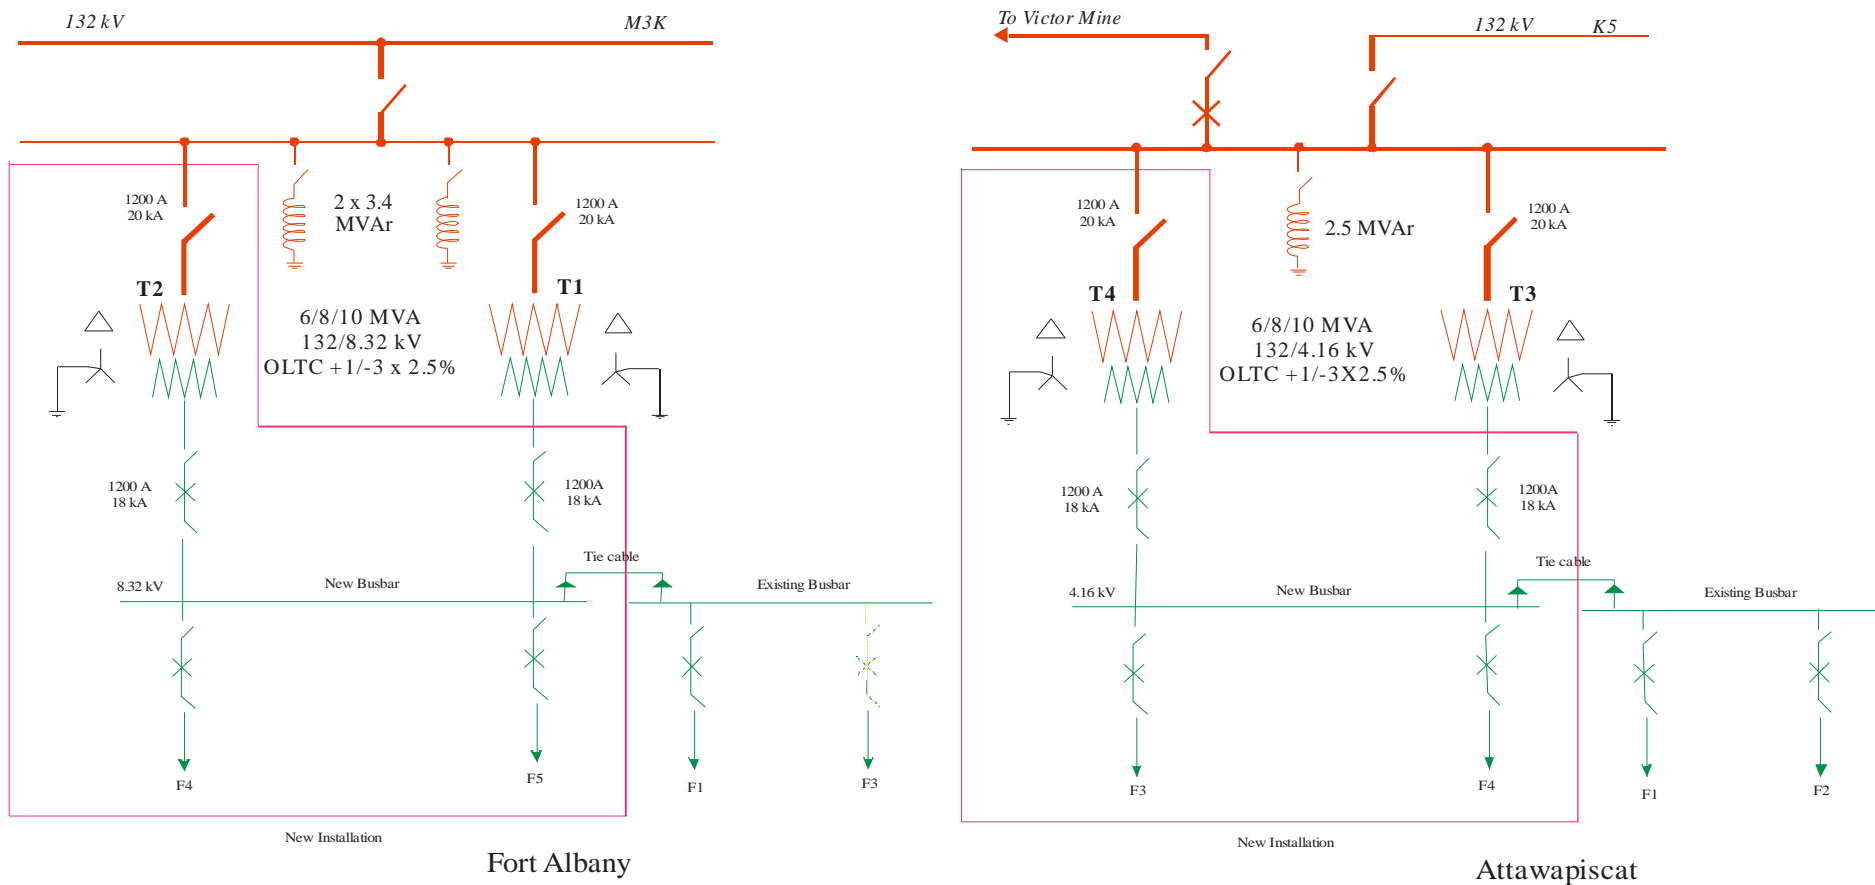 132 kV
M3K
1200 A
20 kA
2 x 3.4
MVAr
1200 A
20 kA
T2
T1
6/8/10 MVA
132/8.32 kV
OLTC +1/-3 x 2.5%
1200 A
18 kA
1200A
18 kA
Tie cable
8.32 kV
New Busbar
Existing Busbar
F4
F5
F1
F3
New Installation
Fort Albany
To Victor Mine
132 kV
K5
1200 A
20 kA
2.5 MVAr
1200 A
20 kA
T4
T3
6/8/10 MVA
132/4.16 kV
OLTC +1/-3X2.5%
1200 A
18 kA
1200A
18 kA
Tie cable
4.16 kV
New Busbar
Existing Busbar
F3
F4
F1
F2
New Installation
Attawapiscat